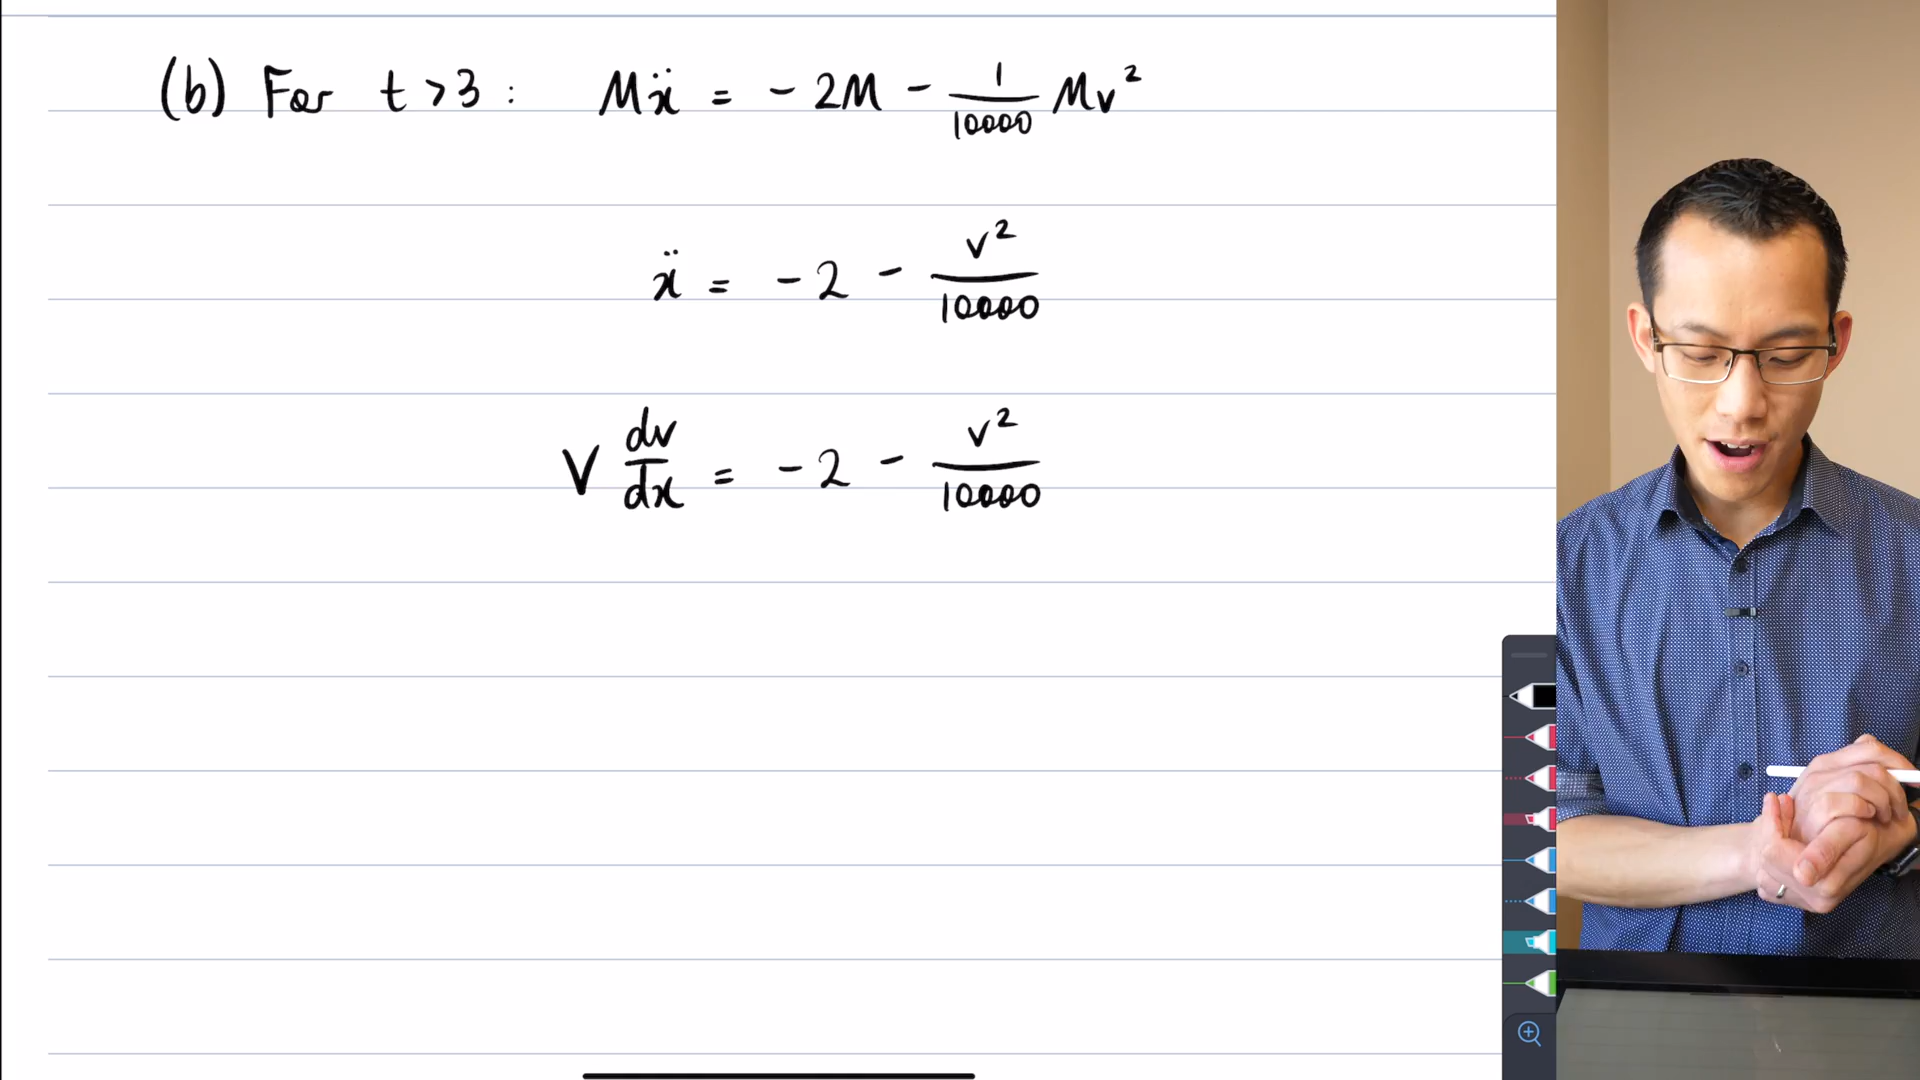 (b) For t > 3 : Mẍ = - 2M - 1/10000 Mv²
ẍ = - 2 - v²/10000
v dv/dx = - 2 - v²/10000